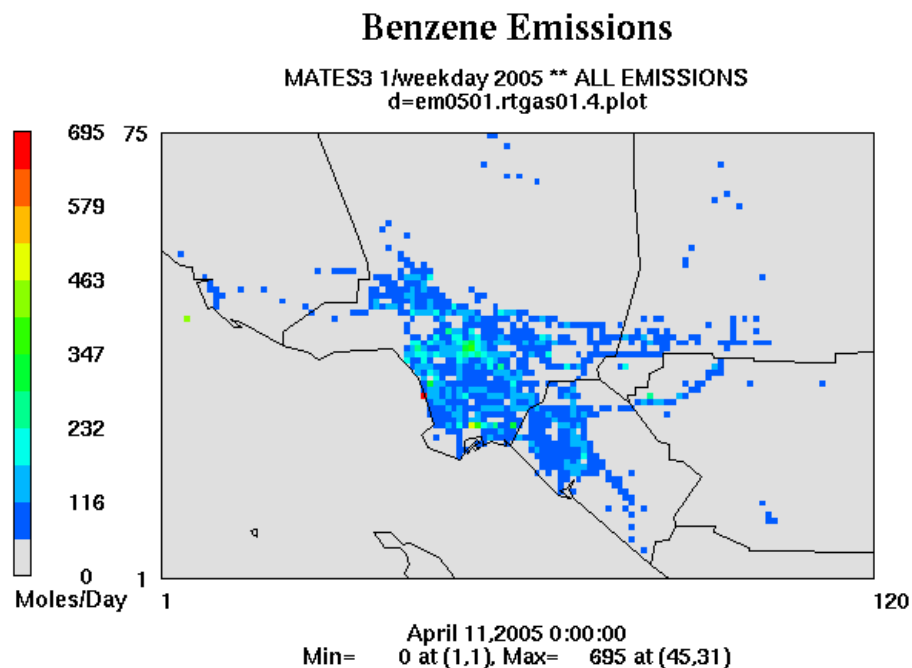 Benzene Emissions
MATES3 1/weekday 2005 ** ALL EMISSIONS
d=em0501.rtgas01.4.plot
695
579
463
347
232
116
0
Moles/Day
75
1
1
120
April 11,2005 0:00:00
Min= 0 at (1,1), Max= 695 at (45,31)